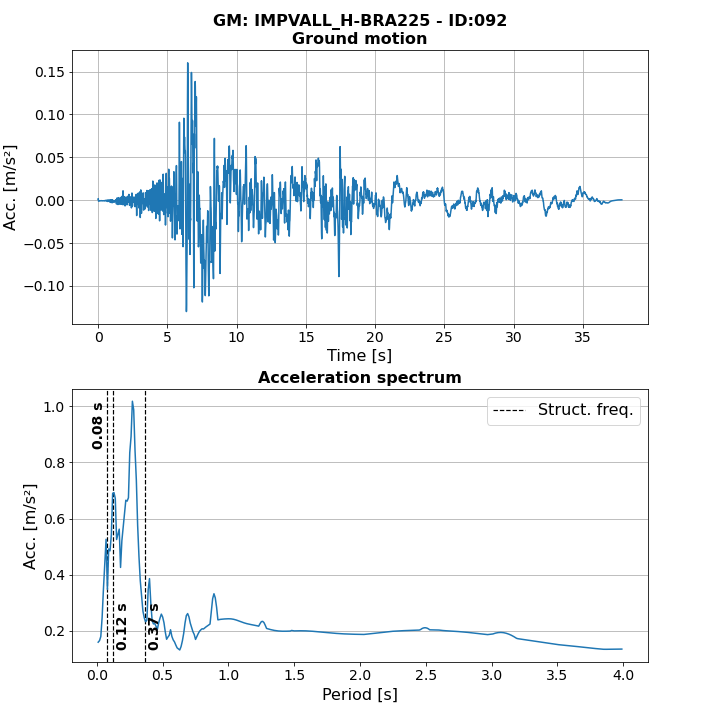 GM: IMPVALL_H-BRA225 - ID:092
Ground motion
Acc. [m/s²]
0.15
0.10
0.05
0.00
−0.05
−0.10
0 5 10 15 20 25 30 35
Time [s]
Acceleration spectrum
Acc. [m/s²]
1.0
0.8
0.6
0.4
0.2
Struct. freq.
0.08 s
0.12 s
0.37 s
0.0 0.5 1.0 1.5 2.0 2.5 3.0 3.5 4.0
Period [s]